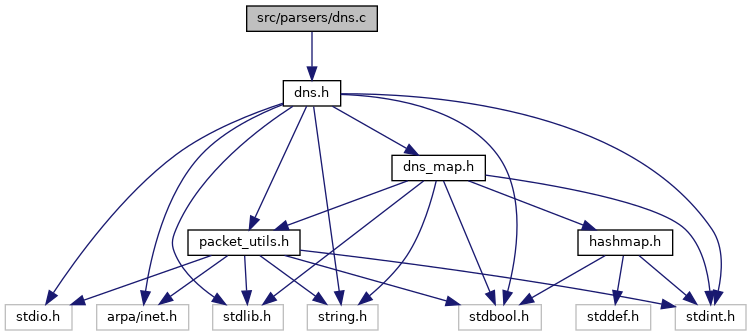 src/parsers/dns.c
dns.h
dns_map.h
packet_utils.h
hashmap.h
stdio.h
arpa/inet.h
stdlib.h
string.h
stdbool.h
stddef.h
stdint.h